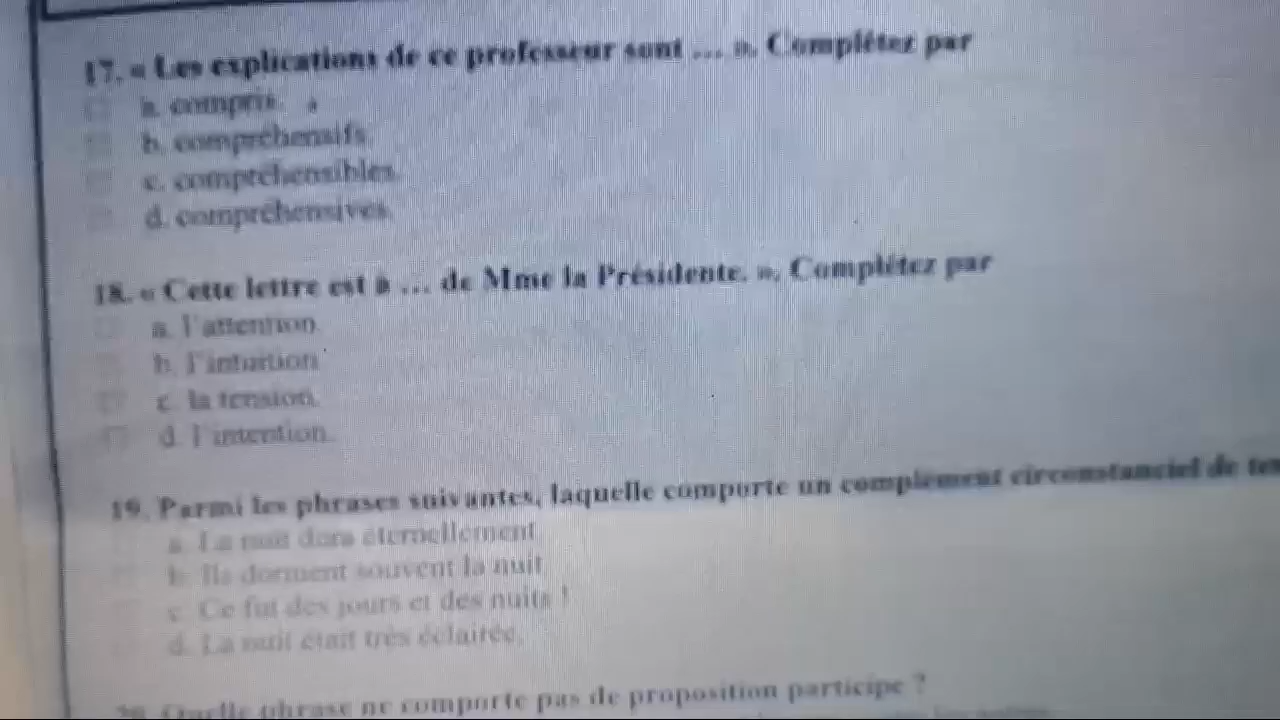 17. « Les explications de ce professeur sont ... ». Complétez par
a. compris.
b. compréhensifs.
c. compréhensibles.
d. compréhensives.
18. « Cette lettre est à ... de Mme la Présidente. ». Complétez par
a. l'attention.
b. l'intuition.
c. la tension.
d. l'intention.
19. Parmi les phrases suivantes, laquelle comporte un complément circonstanciel de
a. La nuit dura éternellement.
b. Ils dorment souvent la nuit.
c. Ce fut des jours et des nuits !
d. La nuit était très éclairée.
20. Quelle phrase ne comporte pas de proposition participe ?